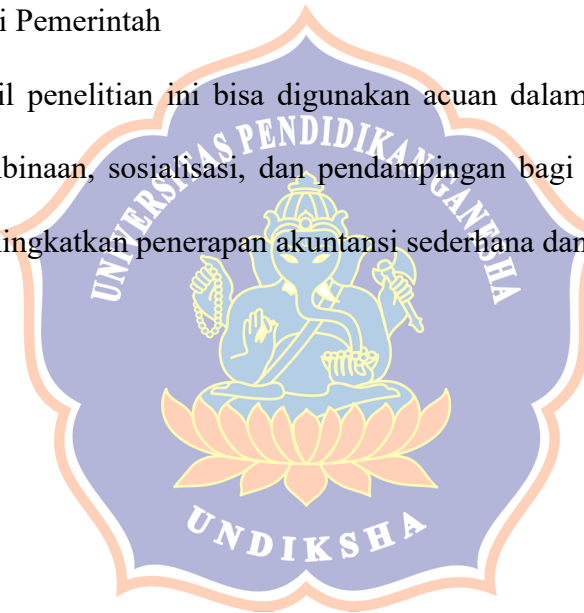 i Pemerintah
il penelitian ini bisa digunakan acuan dalam
binaan, sosialisasi, dan pendampingan bagi
ingkatkan penerapan akuntansi sederhana dan
UNIVERSITAS PENDIDIKAN GANESHA
UNDIKSHA